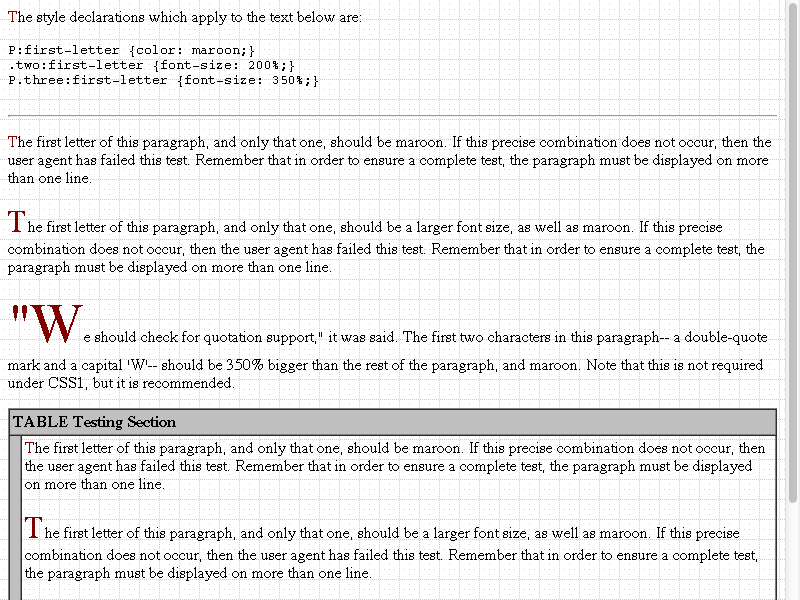 The style declarations which apply to the text below are:
P:first-letter {color: maroon;}
.two:first-letter {font-size: 200%;}
P.three:first-letter {font-size: 350%;}
The first letter of this paragraph, and only that one, should be maroon. If this precise combination does not occur, then the
user agent has failed this test. Remember that in order to ensure a complete test, the paragraph must be displayed on more
than one line.
The first letter of this paragraph, and only that one, should be a larger font size, as well as maroon. If this precise
combination does not occur, then the user agent has failed this test. Remember that in order to ensure a complete test, the
paragraph must be displayed on more than one line.
"We should check for quotation support," it was said. The first two characters in this paragraph-- a double-quote
mark and a capital 'W'-- should be 350% bigger than the rest of the paragraph, and maroon. Note that this is not required
under CSS1, but it is recommended.
TABLE Testing Section
The first letter of this paragraph, and only that one, should be maroon. If this precise combination does not occur, then
the user agent has failed this test. Remember that in order to ensure a complete test, the paragraph must be displayed
on more than one line.
The first letter of this paragraph, and only that one, should be a larger font size, as well as maroon. If this precise
combination does not occur, then the user agent has failed this test. Remember that in order to ensure a complete test,
the paragraph must be displayed on more than one line.